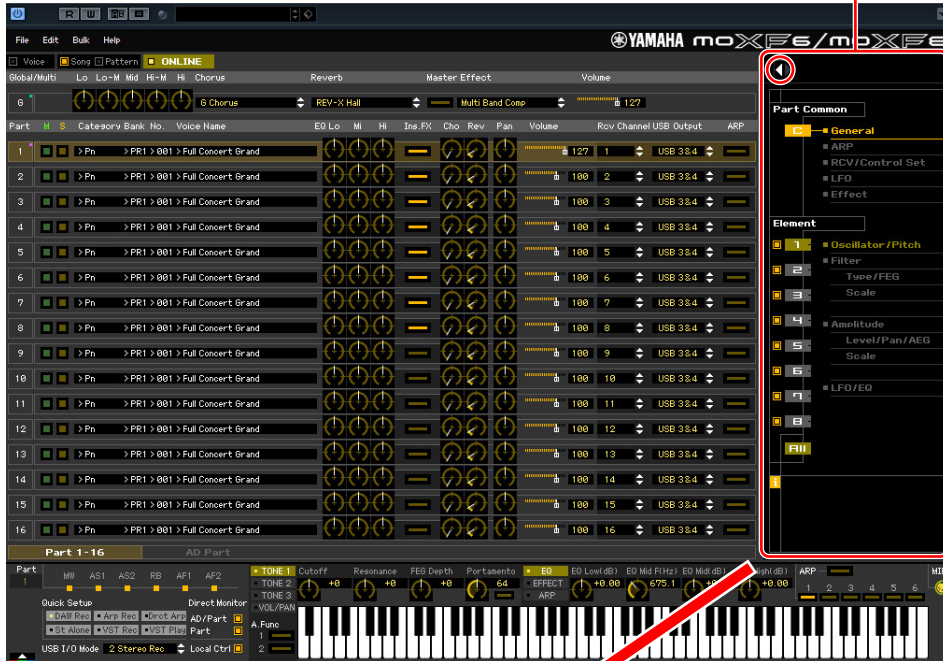 R W AB E
File Edit Bulk Help YAMAHA moXF6/moXF8
Voice Song Pattern ONLINE
Global/Multi Lo Lo-M Mid Hi-M Hi Chorus Reverb Master Effect Volume
G G Chorus REV-X Hall Multi Band Comp 127
Part M S Category Bank No. Voice Name EQ Lo Mi Hi Ins.FX Cho Rev Pan Volume Rcv Channel USB Output ARP
1 >Pn >PR1 >001 >Full Concert Grand 127 1 USB 3&4
2 >Pn >PR1 >001 >Full Concert Grand 100 2 USB 3&4
3 >Pn >PR1 >001 >Full Concert Grand 100 3 USB 3&4
4 >Pn >PR1 >001 >Full Concert Grand 100 4 USB 3&4
5 >Pn >PR1 >001 >Full Concert Grand 100 5 USB 3&4
6 >Pn >PR1 >001 >Full Concert Grand 100 6 USB 3&4
7 >Pn >PR1 >001 >Full Concert Grand 100 7 USB 3&4
8 >Pn >PR1 >001 >Full Concert Grand 100 8 USB 3&4
9 >Pn >PR1 >001 >Full Concert Grand 100 9 USB 3&4
10 >Pn >PR1 >001 >Full Concert Grand 100 10 USB 3&4
11 >Pn >PR1 >001 >Full Concert Grand 100 11 USB 3&4
12 >Pn >PR1 >001 >Full Concert Grand 100 12 USB 3&4
13 >Pn >PR1 >001 >Full Concert Grand 100 13 USB 3&4
14 >Pn >PR1 >001 >Full Concert Grand 100 14 USB 3&4
15 >Pn >PR1 >001 >Full Concert Grand 100 15 USB 3&4
16 >Pn >PR1 >001 >Full Concert Grand 100 16 USB 3&4
Part 1-16 AD Part
Part Common
C General
ARP
RCV/Control Set
LFO
Effect
Element
1 Oscillator/Pitch
Filter
2 Type/FEG
3 Scale
4 Amplitude
5 Level/Pan/AEG
Scale
6
7 LFO/EQ
8
All
i
Part MW AS1 AS2 RB AF1 AF2
1
Quick Setup Direct Monitor
DAW Rec Arp Rec Drct Arp AD/Part
St Alone VST Rec VST Play Part
USB I/O Mode 2 Stereo Rec Local Ctrl
TONE 1 Cutoff Resonance FEG Depth Portamento EQ EQ Low(dB) EQ Mid F(Hz) EQ Mid(dB) High(dB) ARP
TONE 2 +0 +0 +0 64 EFFECT +0.00 675.1 +0.00 1 2 3 4 5 6
TONE 3 ARP
VOL/PAN
A.Func
1
2